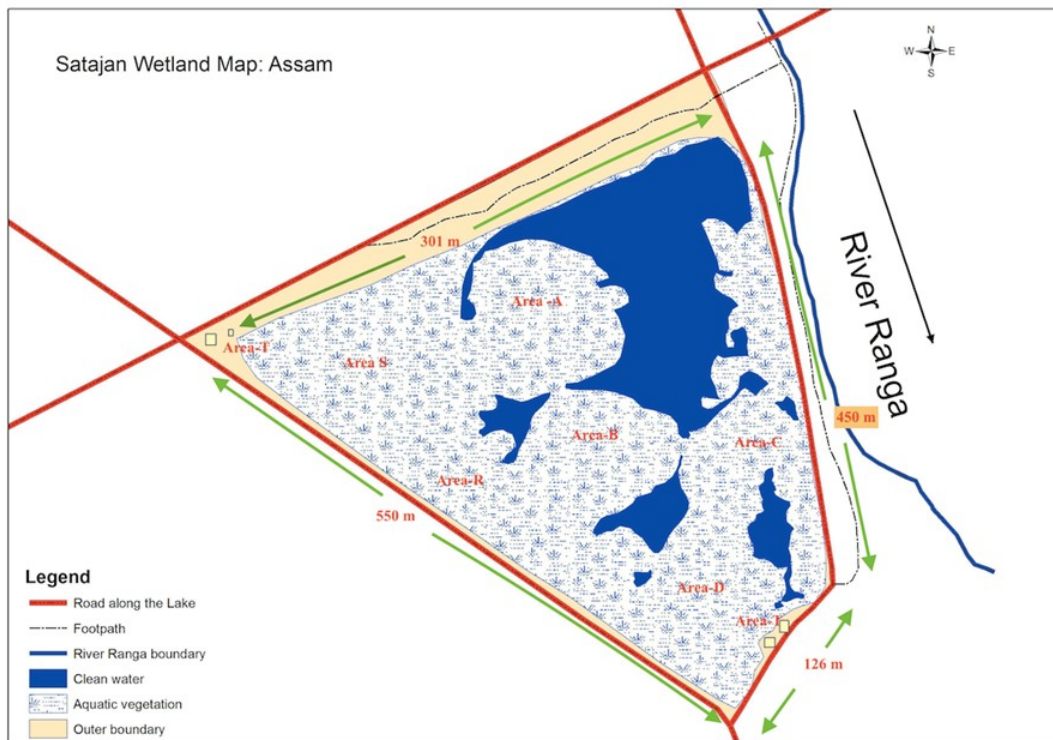 Satajan Wetland Map: Assam
N
W E
S
301 m
Area -A
River Ranga
Area-T
Area S
450 m
Area-B
Area-C
Area-R
550 m
Area-D
Area-T
126 m
Legend
Road along the Lake
Footpath
River Ranga boundary
Clean water
Aquatic vegetation
Outer boundary